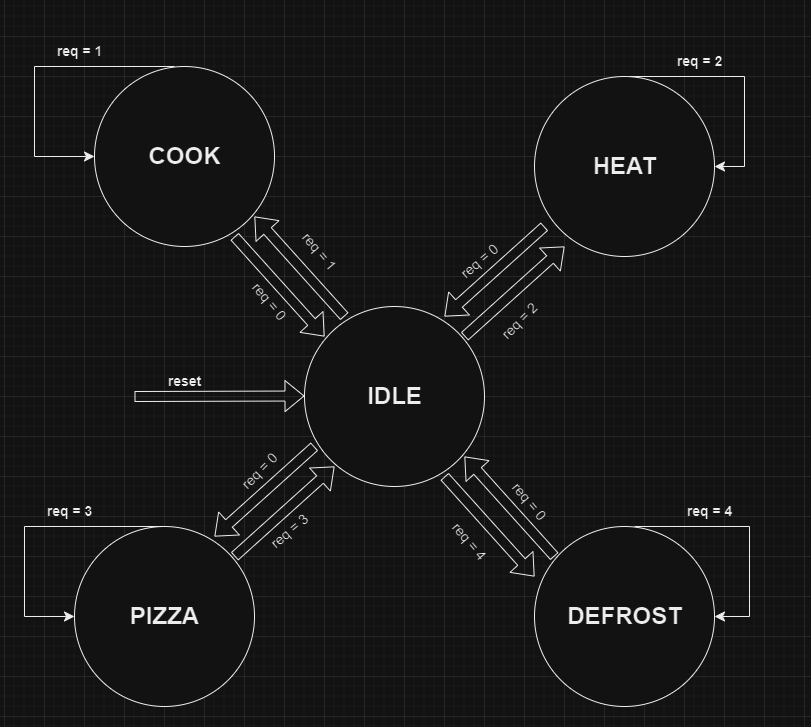 req = 1
req = 2
COOK
HEAT
req = 1
req = 0
req = 0
req = 2
reset
IDLE
req = 0
req = 3
req = 0
req = 4
req = 3
req = 4
PIZZA
DEFROST